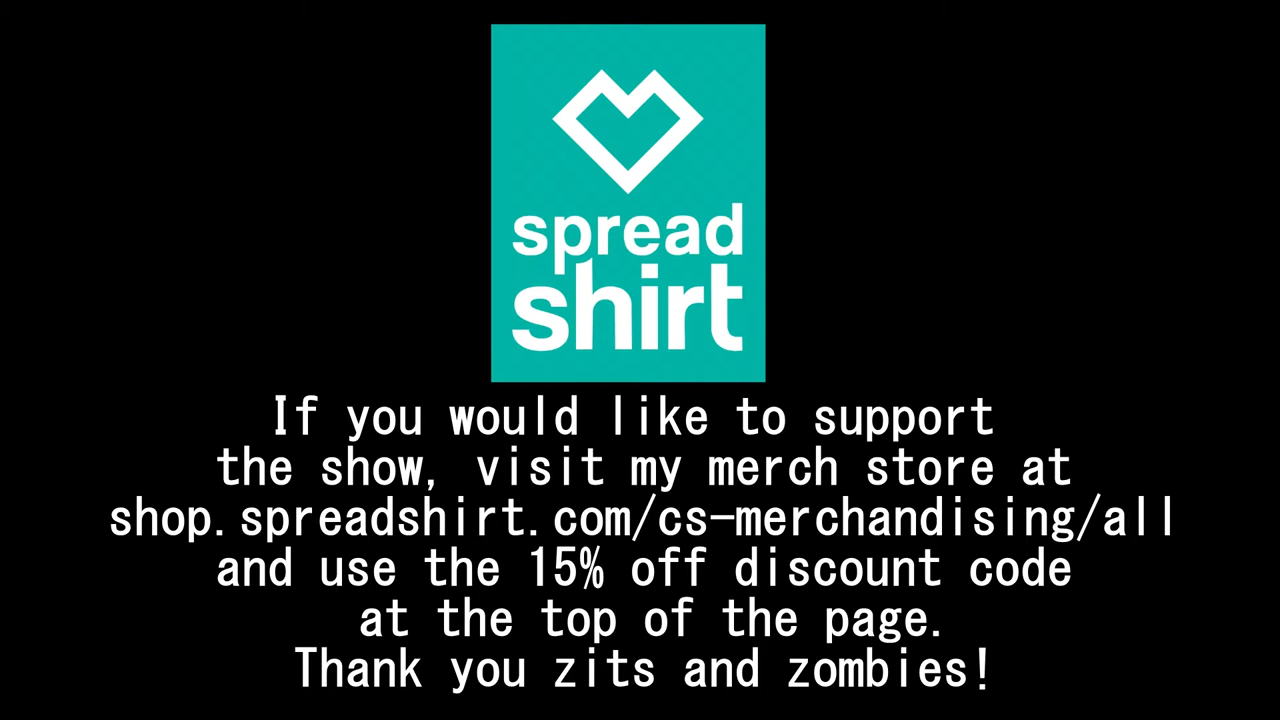 spread
shirt
If you would like to support
the show, visit my merch store at
shop.spreadshirt.com/cs-merchandising/all
and use the 15% off discount code
at the top of the page.
Thank you zits and zombies!